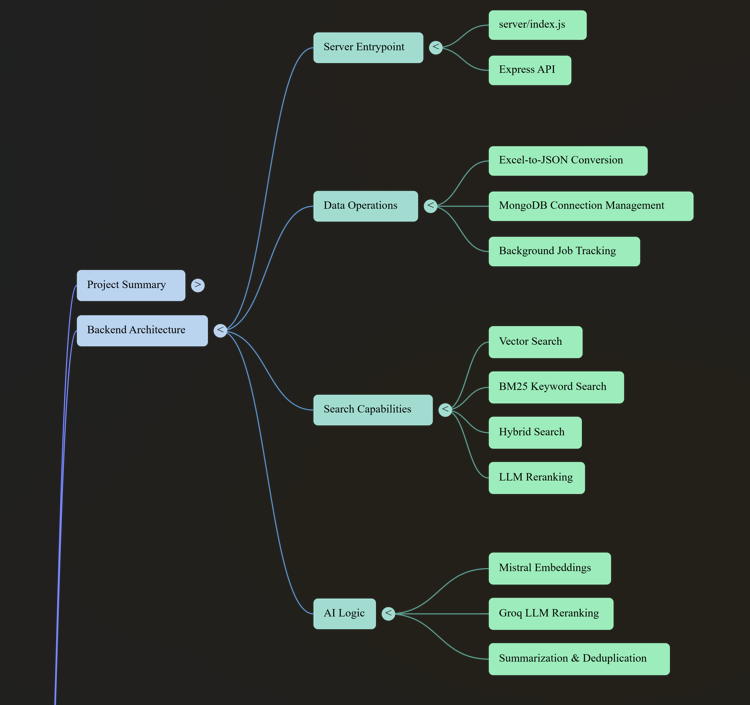 server/index.js
Server Entrypoint
<
Express API
Excel-to-JSON Conversion
Data Operations
<
MongoDB Connection Management
Background Job Tracking
Project Summary
>
Backend Architecture
<
Vector Search
BM25 Keyword Search
Search Capabilities
<
Hybrid Search
LLM Reranking
Mistral Embeddings
AI Logic
<
Groq LLM Reranking
Summarization & Deduplication